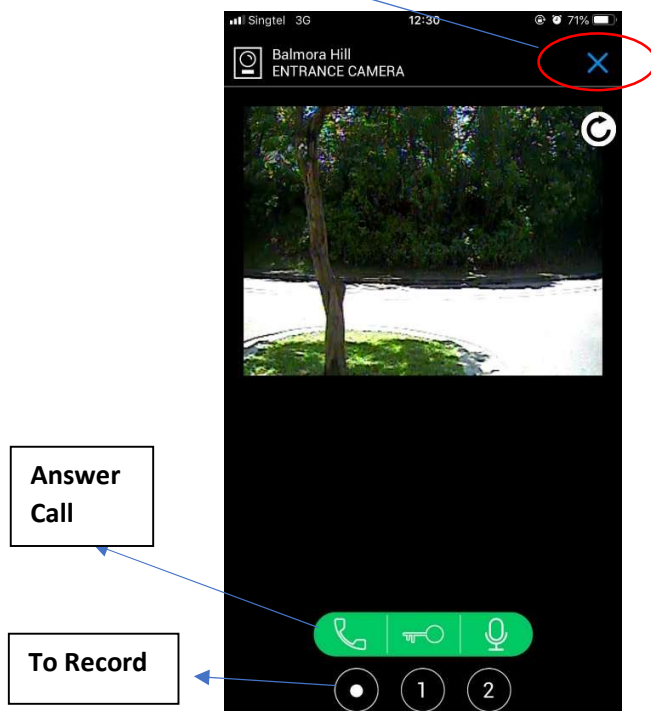 Singtel 3G 12:30 71%
Balmora Hill
ENTRANCE CAMERA
Answer
Call
To Record
1 2